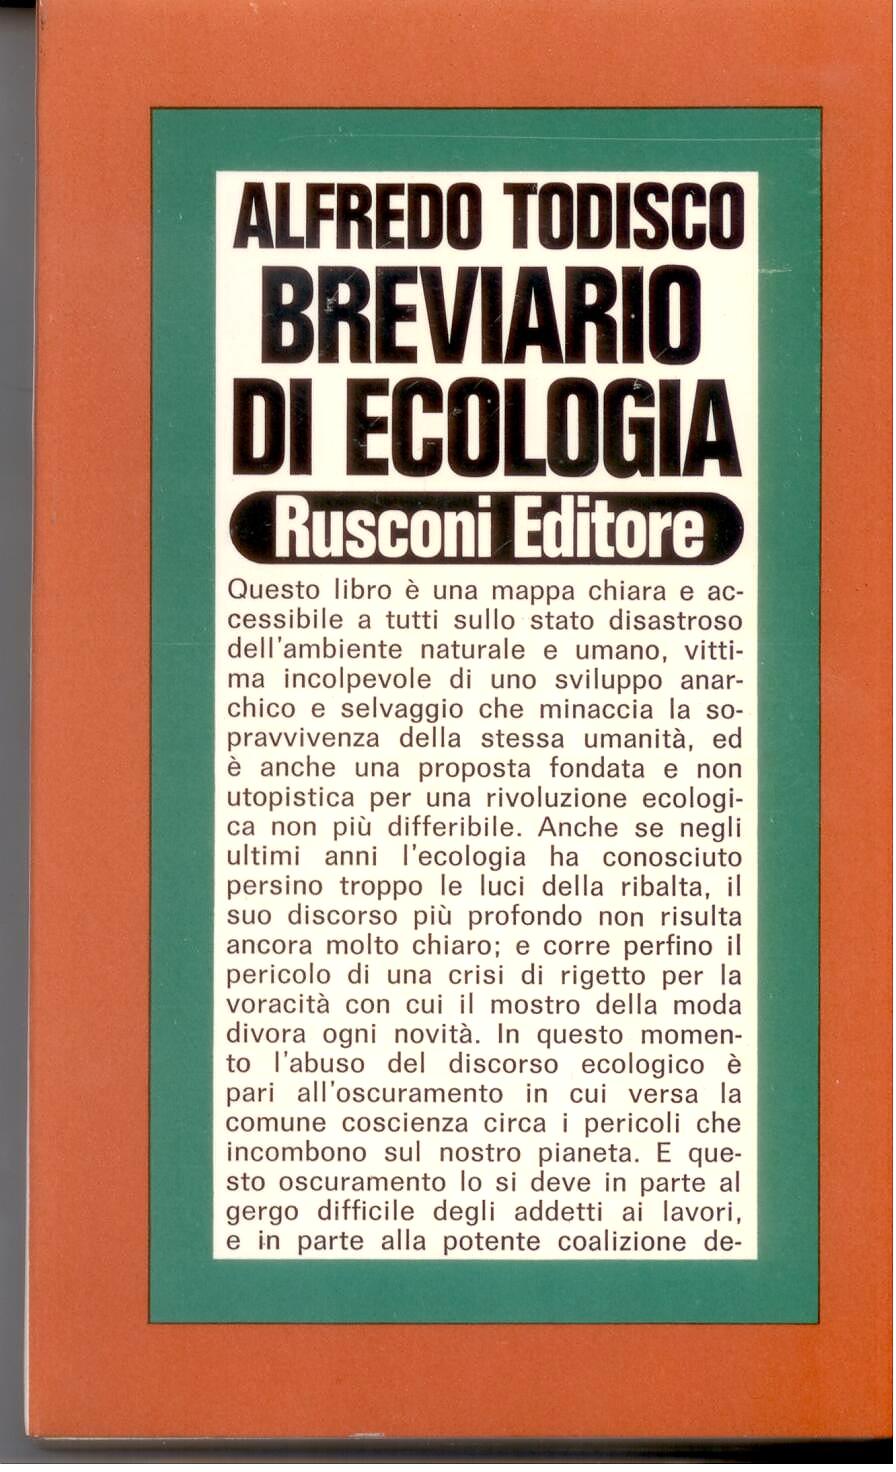 ALFREDO TODISCO
BREVIARIO
DI ECOLOGIA
Rusconi Editore
Questo libro è una mappa chiara e ac-
cessibile a tutti sullo stato disastroso
dell'ambiente naturale e umano, vitti-
ma incolpevole di uno sviluppo anar-
chico e selvaggio che minaccia la so-
pravvivenza della stessa umanità, ed
è anche una proposta fondata e non
utopistica per una rivoluzione ecologi-
ca non più differibile. Anche se negli
ultimi anni l'ecologia ha conosciuto
persino troppo le luci della ribalta, il
suo discorso più profondo non risulta
ancora molto chiaro; e corre perfino il
pericolo di una crisi di rigetto per la
voracità con cui il mostro della moda
divora ogni novità. In questo momen-
to l'abuso del discorso ecologico è
pari all'oscuramento in cui versa la
comune coscienza circa i pericoli che
incombono sul nostro pianeta. E que-
sto oscuramento lo si deve in parte al
gergo difficile degli addetti ai lavori,
e in parte alla potente coalizione de-